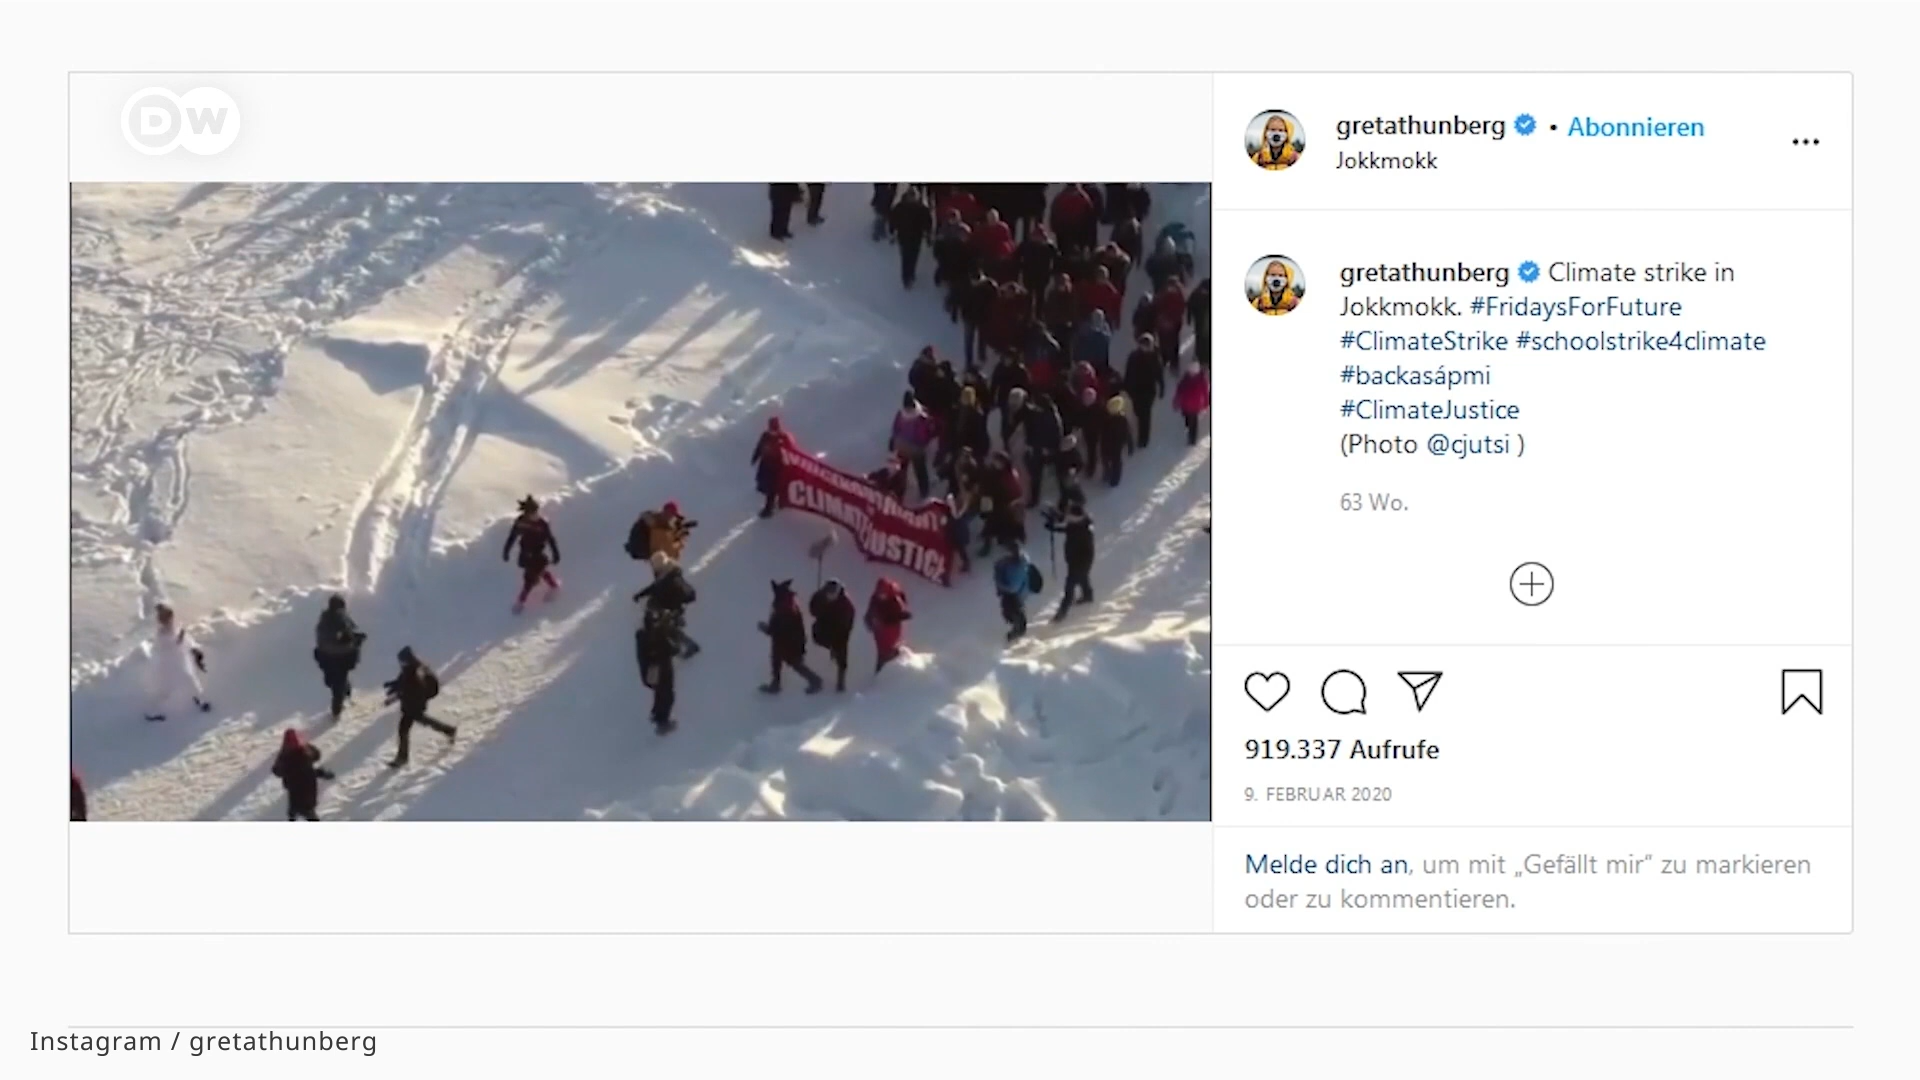 DW
gretathunberg • Abonnieren
Jokkmokk
gretathunberg Climate strike in
Jokkmokk. #FridaysForFuture
#ClimateStrike #schoolstrike4climate
#backasápmi
#ClimateJustice
(Photo @cjutsi )
63 Wo.
CLIMATE JUSTICE
919.337 Aufrufe
9. FEBRUAR 2020
Melde dich an, um mit „Gefällt mir“ zu markieren
oder zu kommentieren.
Instagram / gretathunberg